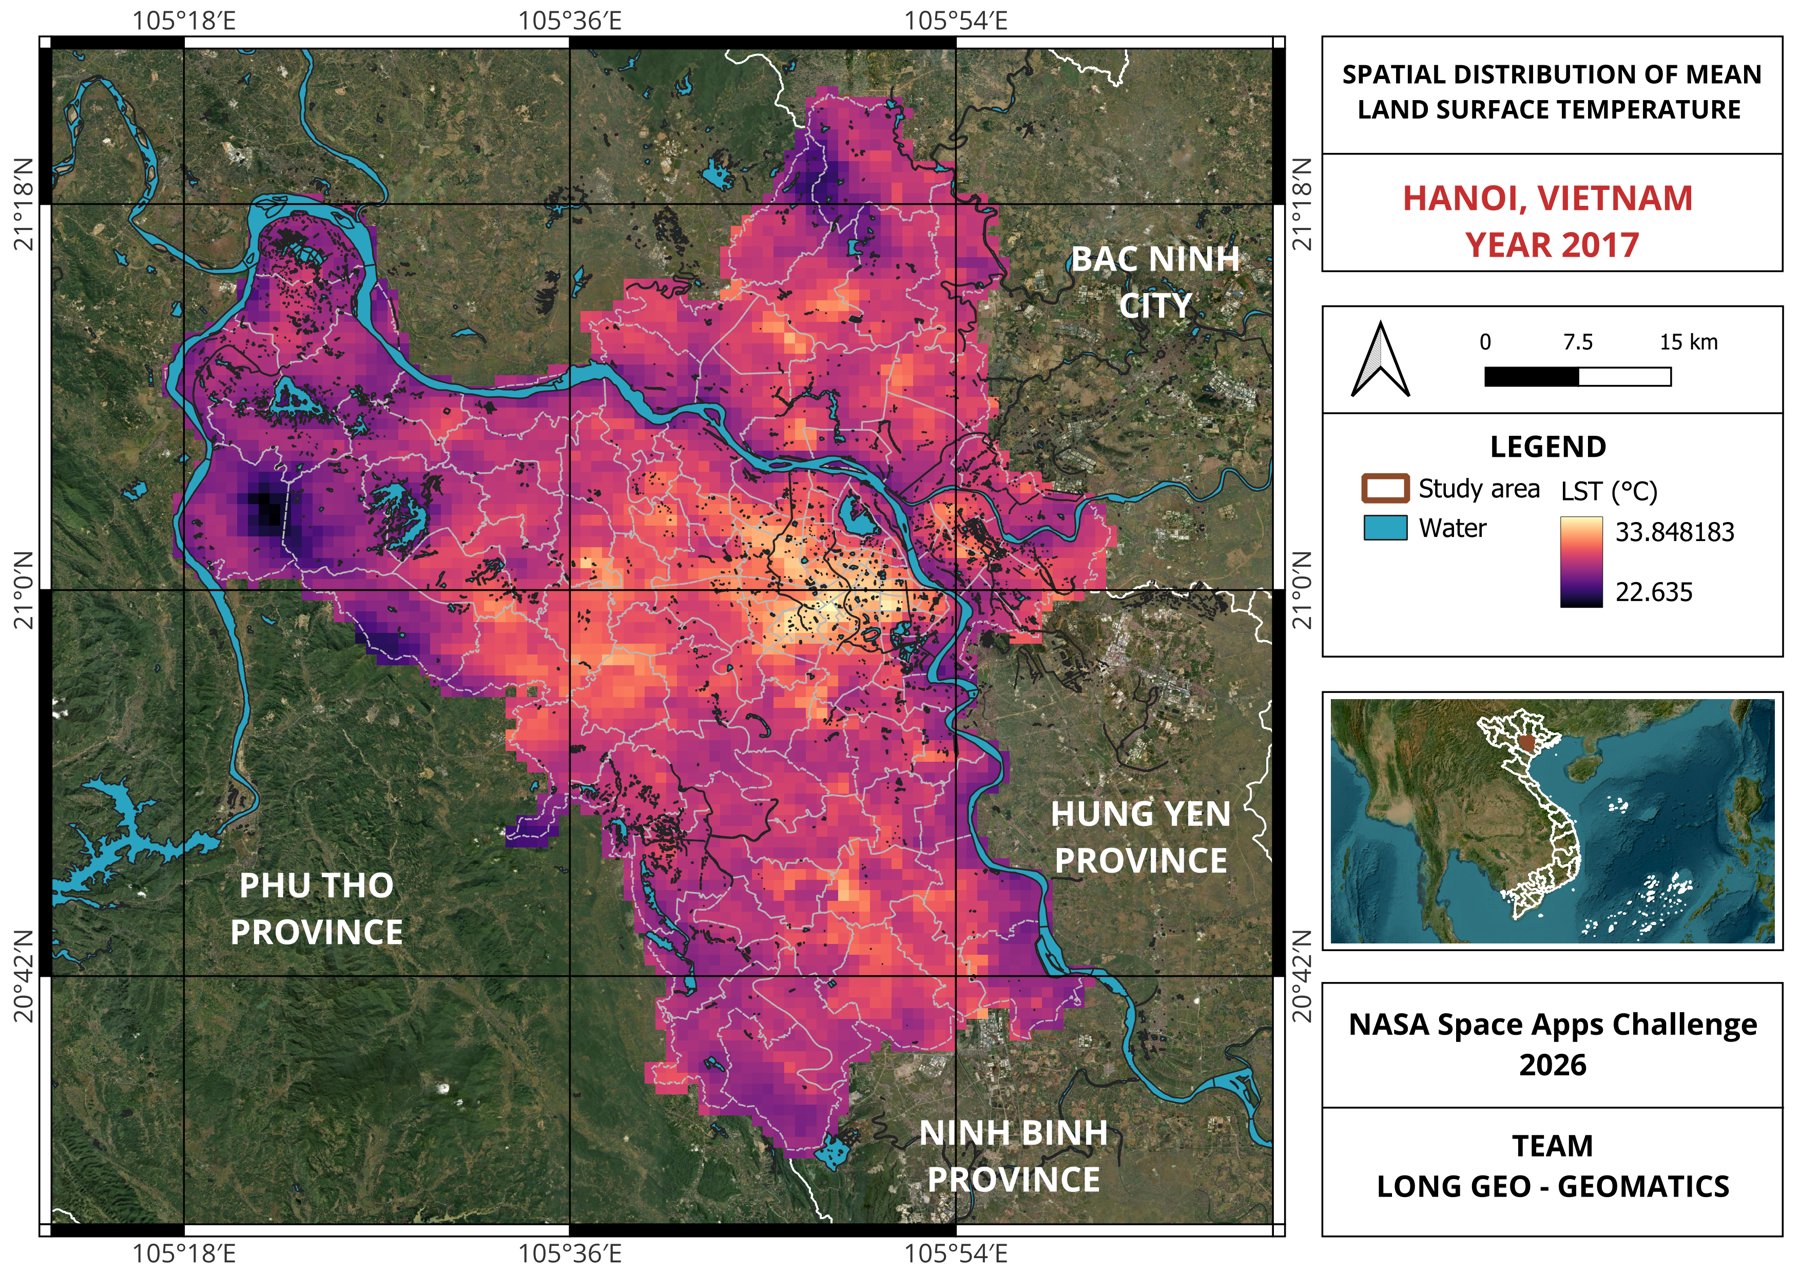 105°18′E 105°36′E 105°54′E
21°18′N
21°0′N
20°42′N
21°18′N
21°0′N
20°42′N
BAC NINH
CITY
HUNG YEN
PROVINCE
PHU THO
PROVINCE
NINH BINH
PROVINCE
105°18′E 105°36′E 105°54′E
SPATIAL DISTRIBUTION OF MEAN
LAND SURFACE TEMPERATURE
HANOI, VIETNAM
YEAR 2017
0 7.5 15 km
LEGEND
Study area LST (°C)
Water 33.848183
22.635
NASA Space Apps Challenge
2026
TEAM
LONG GEO - GEOMATICS